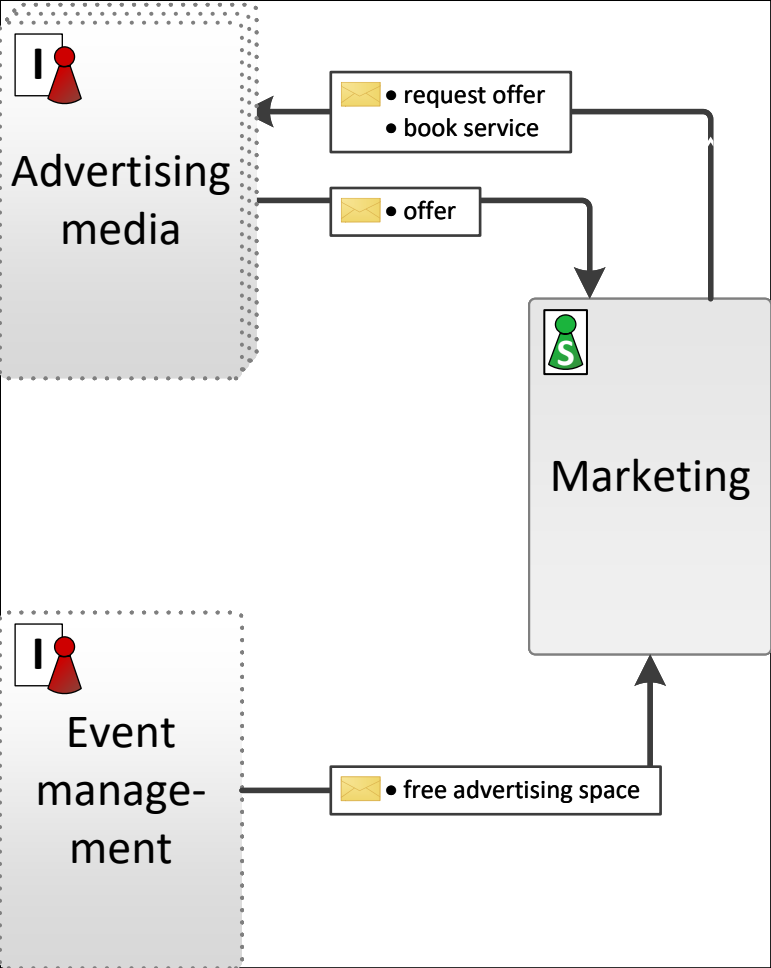 I
Advertising
media
• request offer
• book service
• offer
S
Marketing
I
Event
manage-
ment
• free advertising space